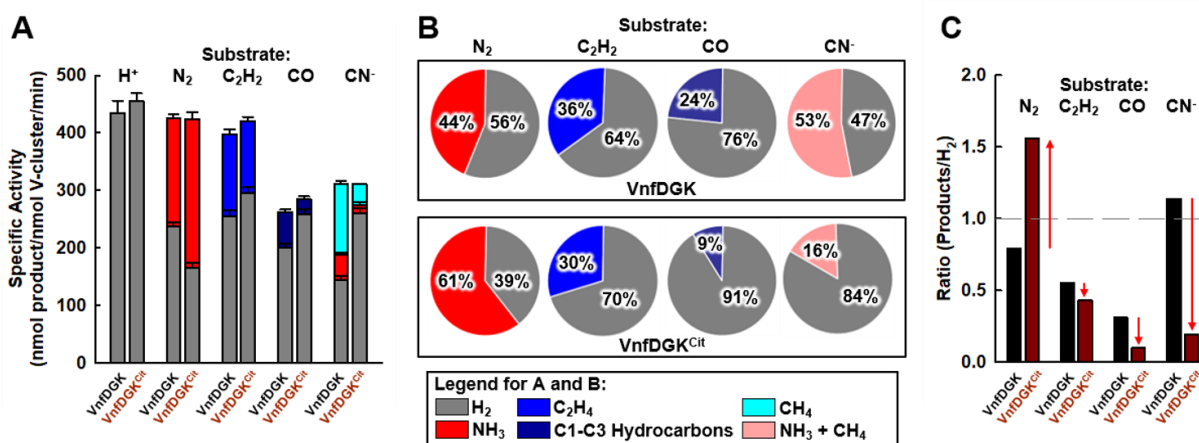 A
Substrate:
H+ N2 C2H2 CO CN-
Specific Activity
(nmol product/nmol V-cluster/min)
500
400
300
200
100
0
VnfDGK VnfDGKCit VnfDGK VnfDGKCit VnfDGK VnfDGKCit VnfDGK VnfDGKCit VnfDGK VnfDGKCit
B
Substrate:
N2 C2H2 CO CN-
44% 56% 36% 64% 24% 76% 53% 47%
VnfDGK
61% 39% 30% 70% 9% 91% 16% 84%
VnfDGKCit
Legend for A and B:
H2 C2H4 CH4
NH3 C1-C3 Hydrocarbons NH3 + CH4
C
Substrate:
N2 C2H2 CO CN-
Ratio (Products/H2)
2.0
1.5
1.0
0.5
0.0
VnfDGK VnfDGKCit VnfDGK VnfDGKCit VnfDGK VnfDGKCit VnfDGK VnfDGKCit